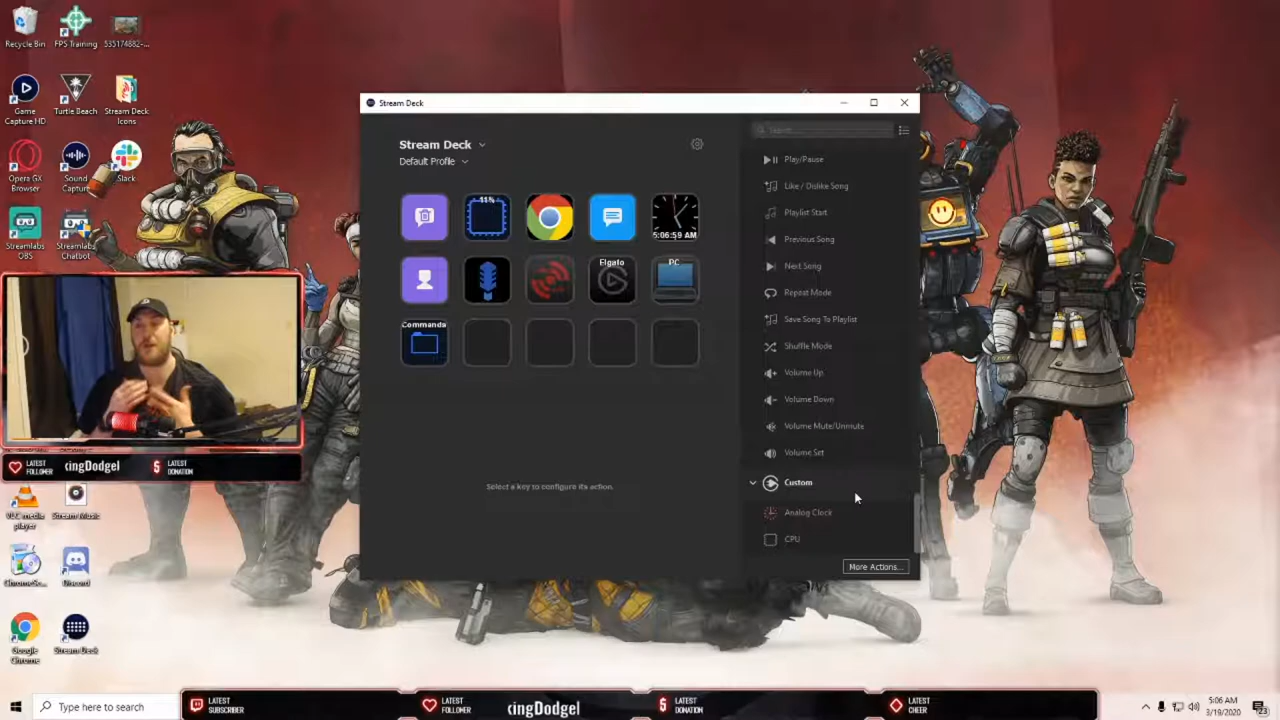 Recycle Bin
FPS Training
535174882-...
Game
Capture HD
Turtle Beach
Stream Deck
Icons
Opera GX
Browser
Sound
Capture
Slack
Streamlabs
OBS
Streamlabs
Chatbot
LATEST
FOLLOWER
cingDodgel
LATEST
DONATION
VLC media
player
Stream Music
ChromeSe...
Discord
Google
Chrome
Stream Deck
Stream Deck
Stream Deck
Default Profile
11%
5:06:59 AM
Elgato
PC
Commands
Select a key to configure its action.
Search...
Play/Pause
Like / Dislike Song
Playlist Start
Previous Song
Next Song
Repeat Mode
Save Song To Playlist
Shuffle Mode
Volume Up
Volume Down
Volume Mute/Unmute
Volume Set
Custom
Analog Clock
CPU
More Actions...
Type here to search
LATEST
SUBSCRIBER
LATEST
FOLLOWER
cingDodgel
LATEST
DONATION
LATEST
CHEER
5:06 AM
3/19/2020
23